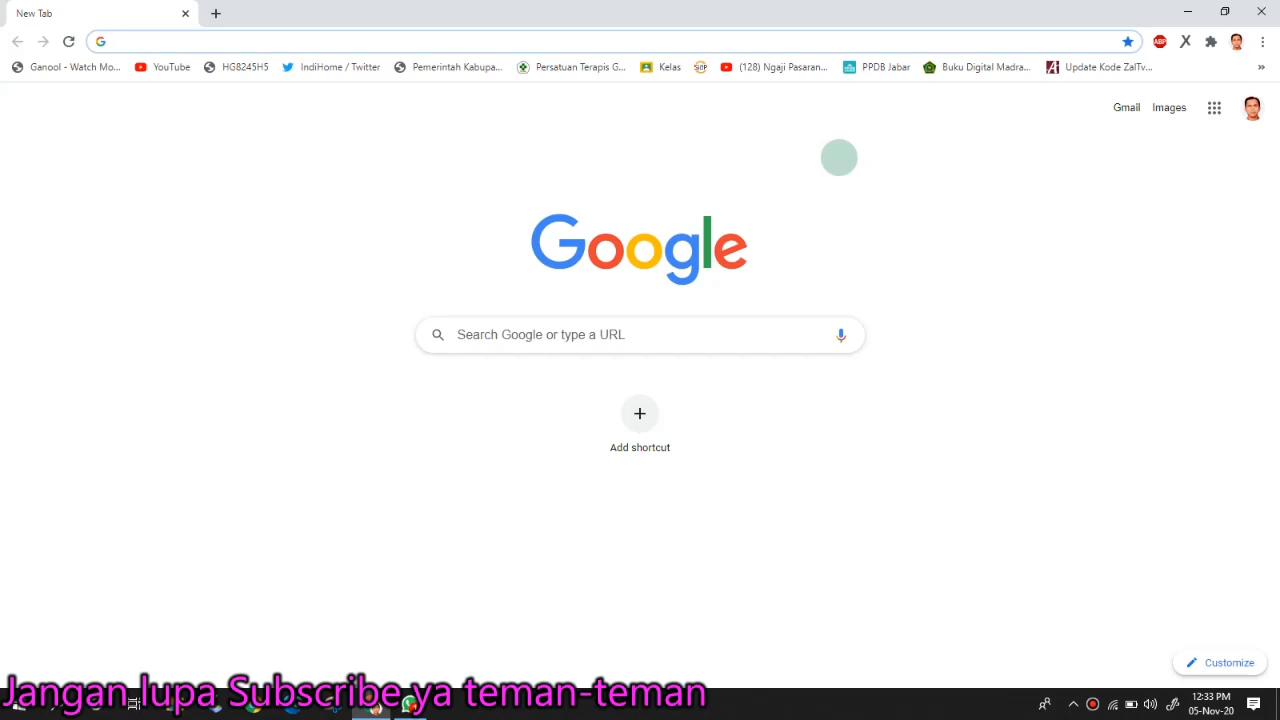 New Tab
Ganool - Watch Mo... YouTube HG8245H5 IndiHome / Twitter Pemerintah Kabupa... Persatuan Terapis G... Kelas (128) Ngaji Pasaran... PPDB Jabar Buku Digital Madra... Update Kode ZalTv... »
Gmail Images
Google
Search Google or type a URL
Add shortcut
Customize
Jangan lupa Subscribe ya teman-teman
12:33 PM
05-Nov-20